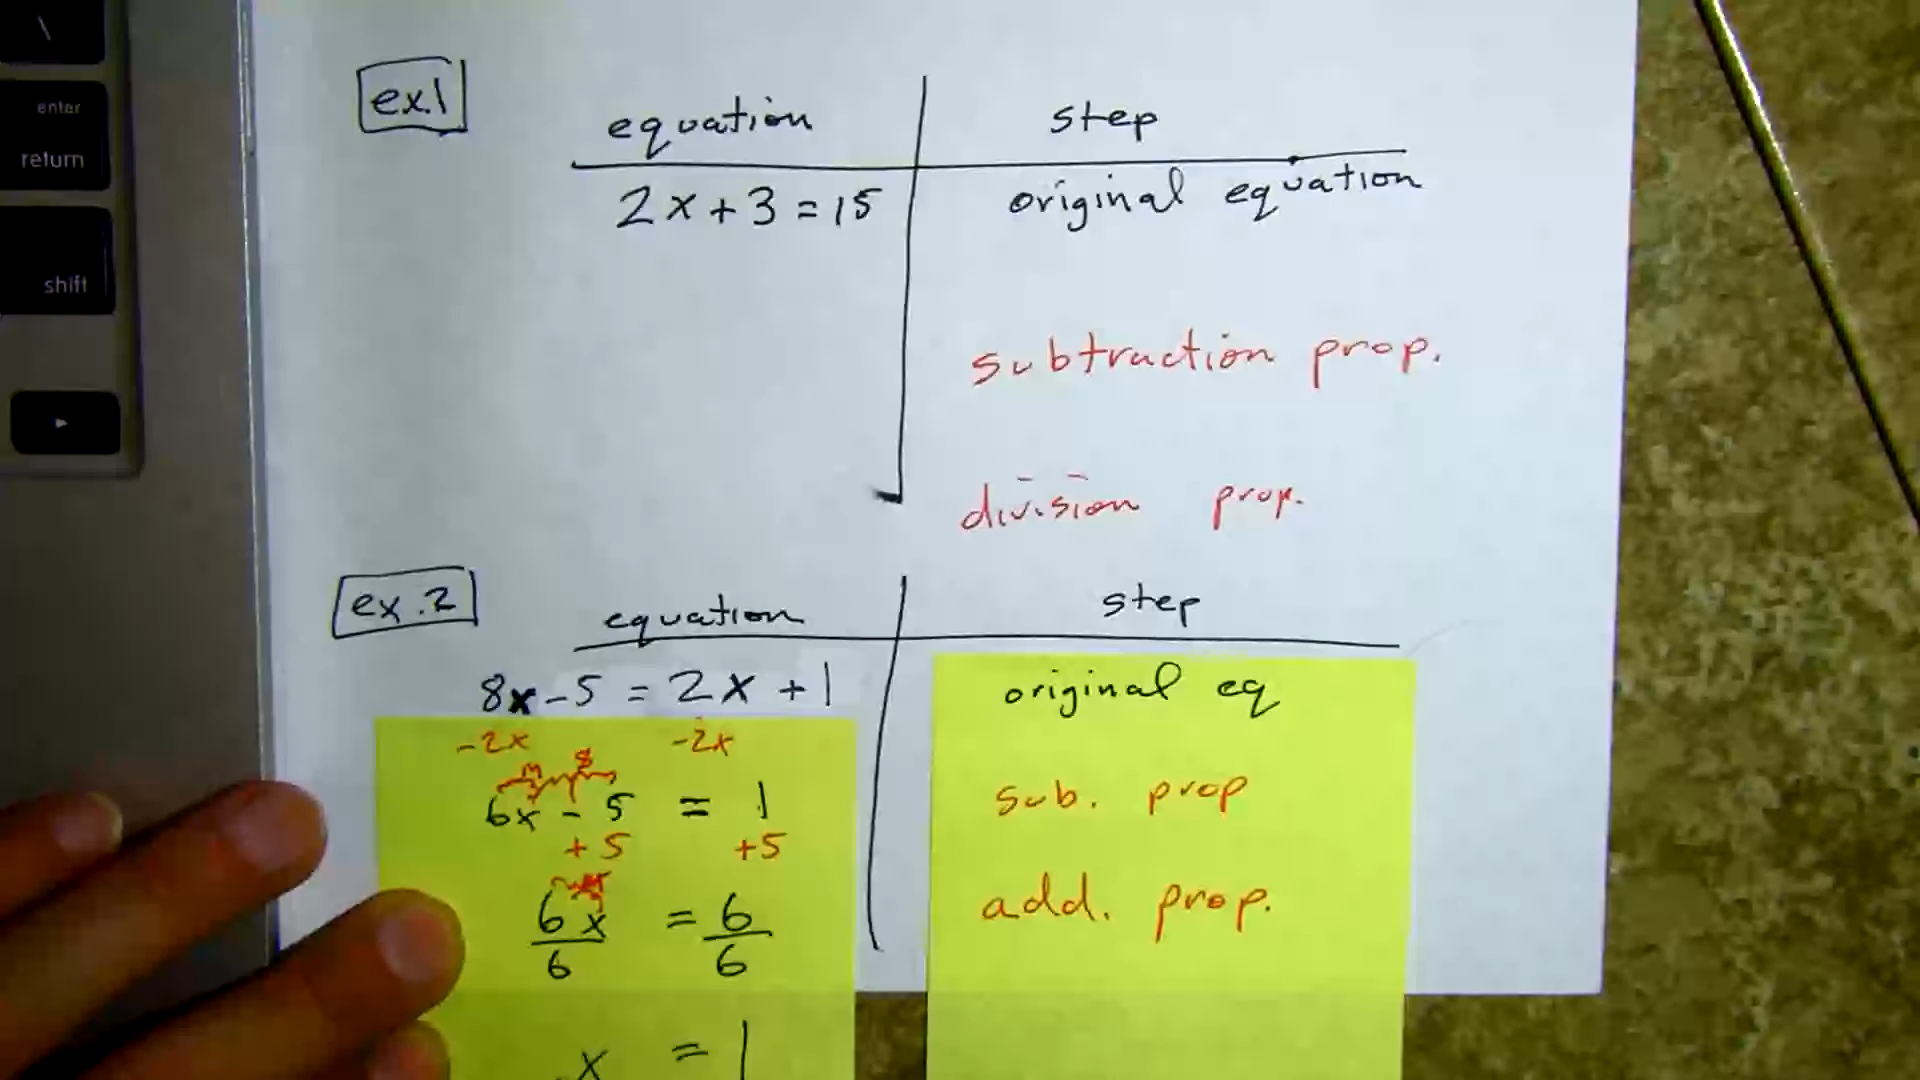 \
enter
return
shift
ex.1
equation step
2x+3=15 original equation
subtraction prop.
division prop.
ex.2
equation step
8x-5=2x+1 original eq
-2x -2x
6x-5 = 1 sub. prop
+5 +5
6x = 6 add. prop.
6 6
x = 1